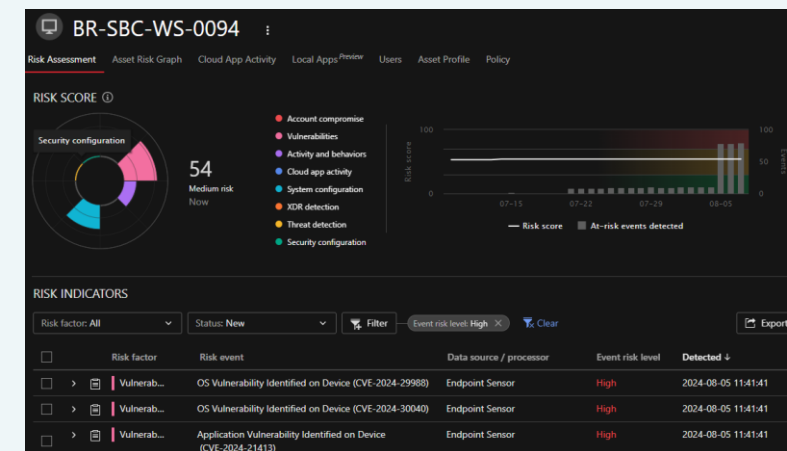 BR-SBC-WS-0094
Risk Assessment Asset Risk Graph Cloud App Activity Local Apps Preview Users Asset Profile Policy
RISK SCORE
Security configuration
54
Medium risk
Now
Account compromise
Vulnerabilities
Activity and behaviors
Cloud app activity
System configuration
XDR detection
Threat detection
Security configuration
Risk score
100
0
07-15 07-22 07-29 08-05
100
50
0
Events
Risk score At-risk events detected
RISK INDICATORS
Risk factor: All Status: New Filter Event risk level: High Clear Export
Risk factor Risk event Data source / processor Event risk level Detected ↓
Vulnerab... OS Vulnerability Identified on Device (CVE-2024-29988) Endpoint Sensor High 2024-08-05 11:41:41
Vulnerab... OS Vulnerability Identified on Device (CVE-2024-30040) Endpoint Sensor High 2024-08-05 11:41:41
Vulnerab... Application Vulnerability Identified on Device Endpoint Sensor High 2024-08-05 11:41:41
(CVE-2024-21413)